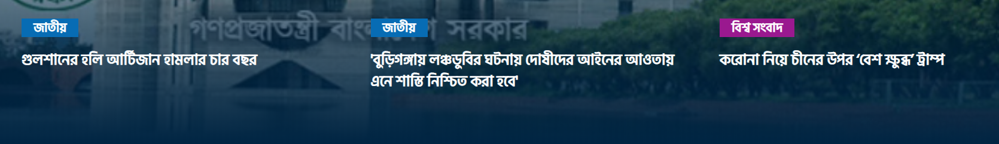 জাতীয়
গুলশানের হলি আর্টিজান হামলার চার বছর
জাতীয়
'বুড়িগঙ্গায় লঞ্চডুবির ঘটনায় দোষীদের আইনের আওতায়
এনে শাস্তি নিশ্চিত করা হবে'
বিশ্ব সংবাদ
করোনা নিয়ে চীনের উপর ‘বেশ ক্ষুব্ধ’ ট্রাম্প
গণপ্রজাতন্ত্রী সরকার